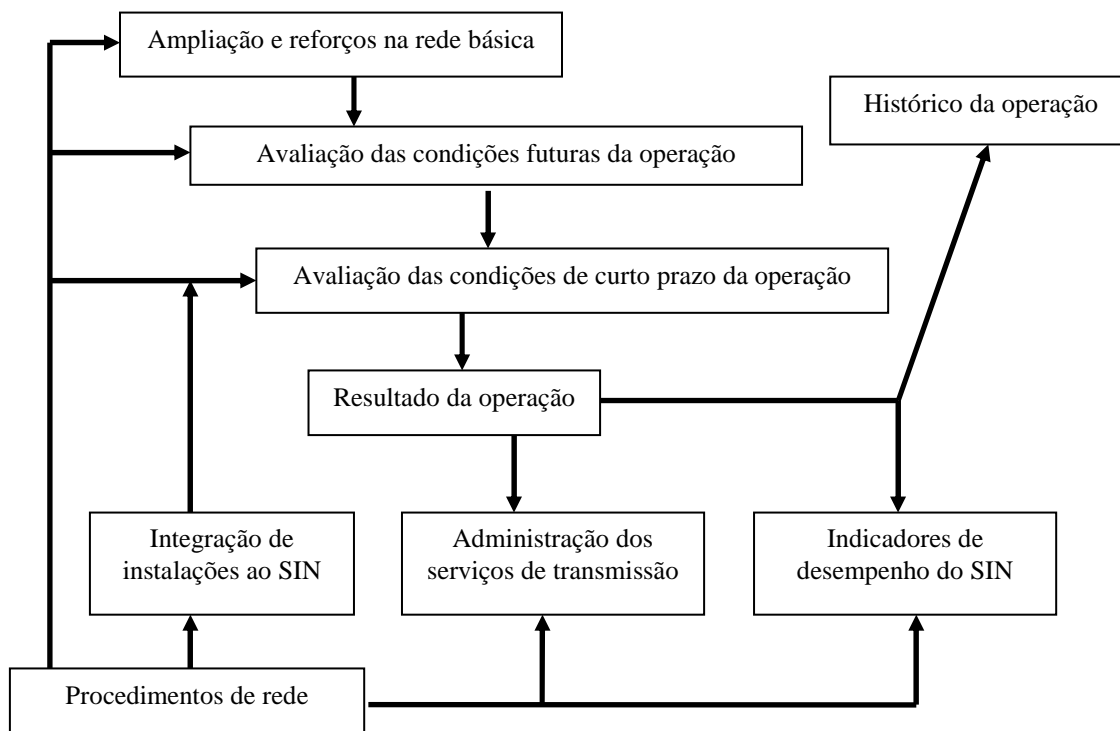 Ampliação e reforços na rede básica
Histórico da operação
Avaliação das condições futuras da operação
Avaliação das condições de curto prazo da operação
Resultado da operação
Integração de
instalações ao SIN
Administração dos
serviços de transmissão
Indicadores de
desempenho do SIN
Procedimentos de rede